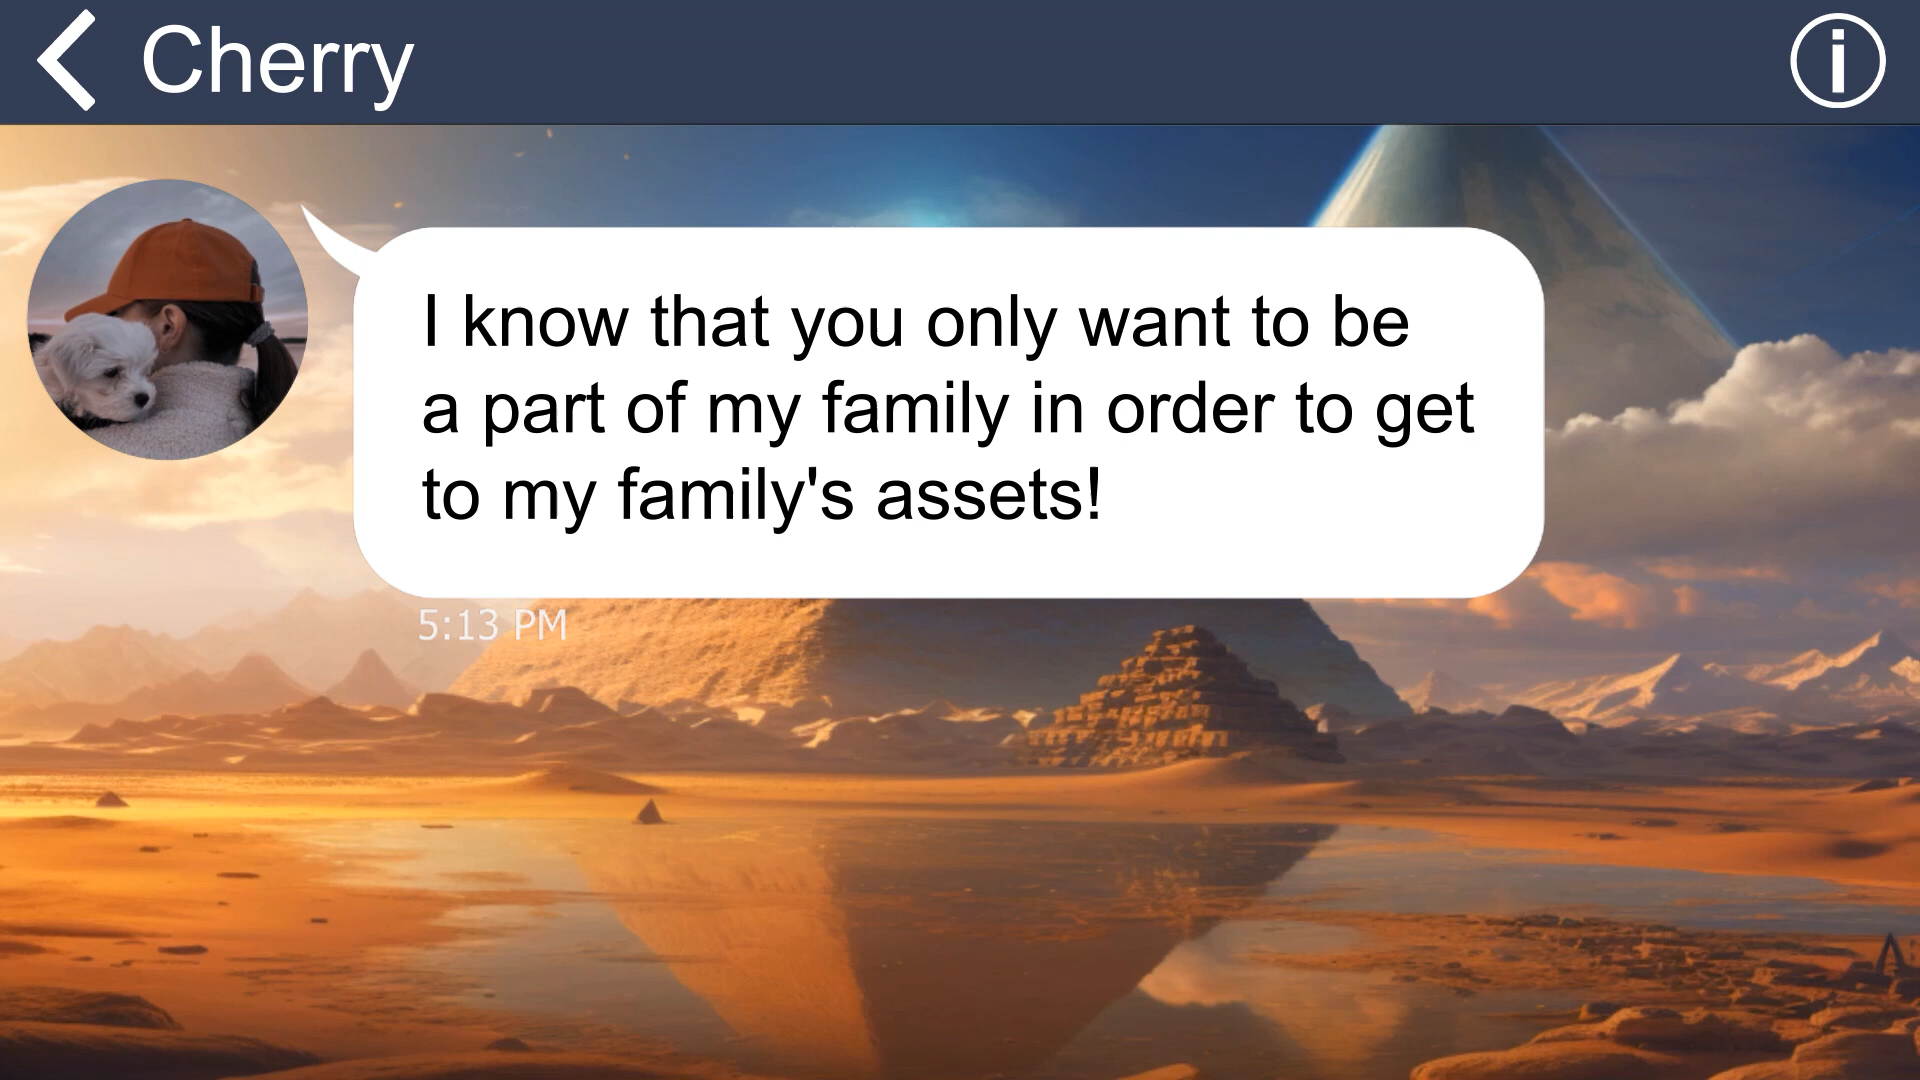 Cherry
I know that you only want to be
a part of my family in order to get
to my family's assets!
5:13 PM